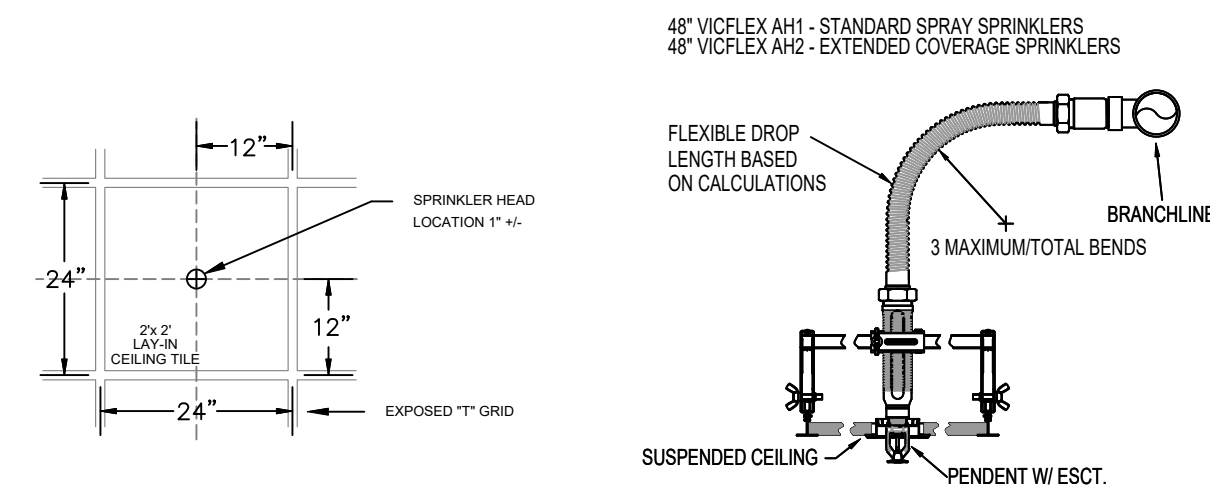 48" VICFLEX AH1 - STANDARD SPRAY SPRINKLERS
48" VICFLEX AH2 - EXTENDED COVERAGE SPRINKLERS
12"
SPRINKLER HEAD
LOCATION 1" +/-
24"
12"
2'x 2'
LAY-IN
CEILING TILE
24"
EXPOSED "T" GRID
FLEXIBLE DROP
LENGTH BASED
ON CALCULATIONS
BRANCHLINE
3 MAXIMUM/TOTAL BENDS
SUSPENDED CEILING
PENDENT W/ ESCT.